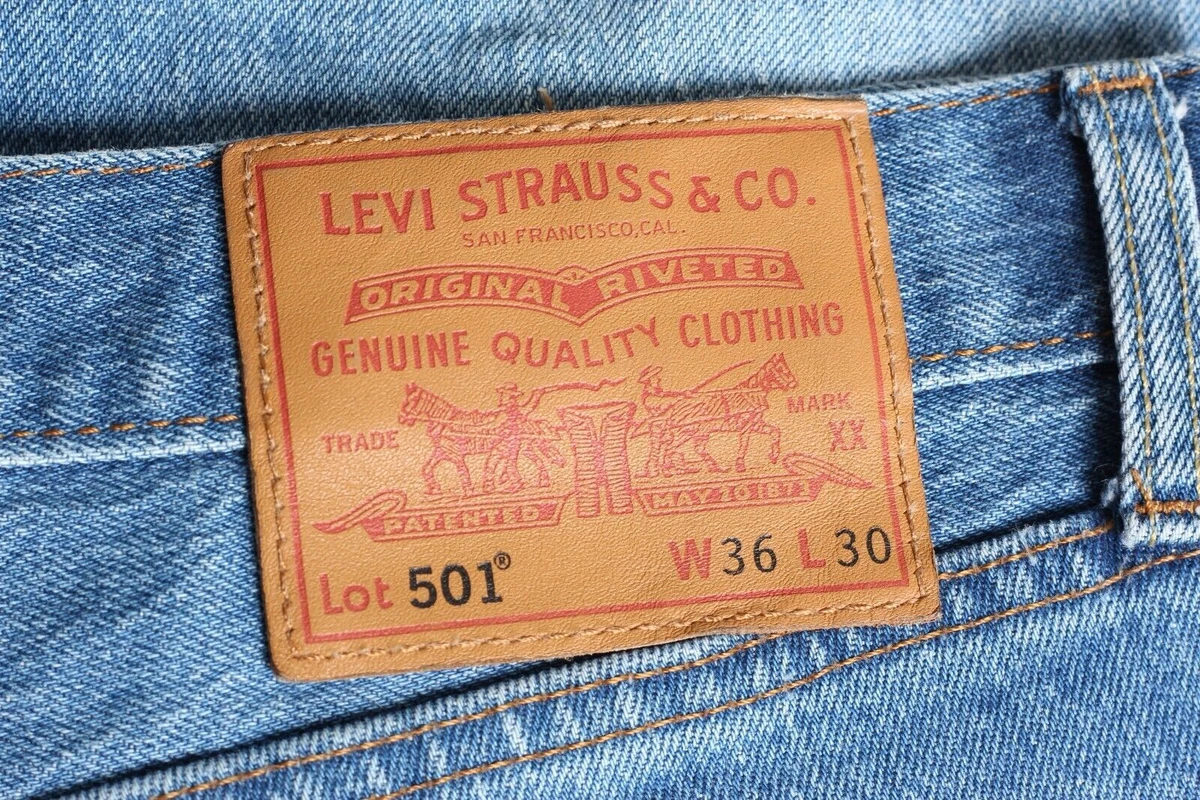 LEVI STRAUSS & CO.
SAN FRANCISCO, CAL.
ORIGINAL RIVETED
GENUINE QUALITY CLOTHING
TRADE MARK
XX
PATENTED MAY 20 1873
Lot 501® W36 L30